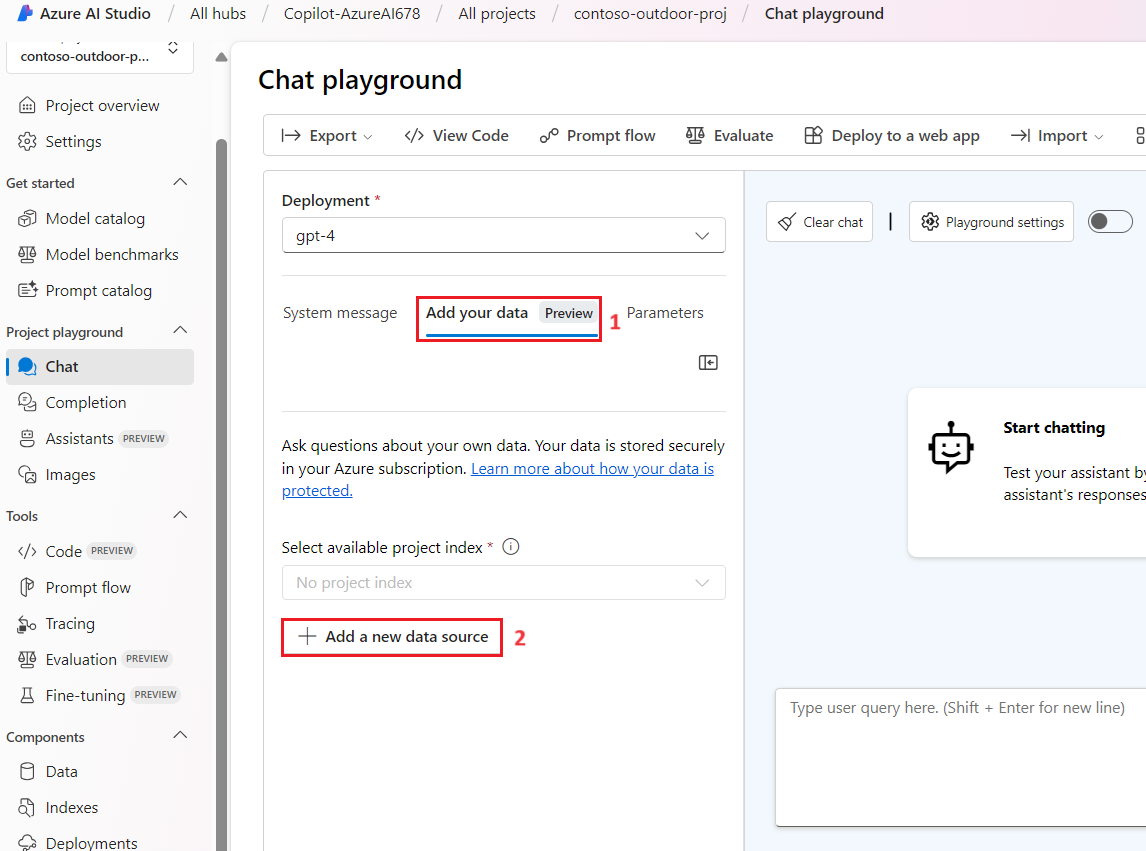 Azure AI Studio / All hubs / Copilot-AzureAI678 / All projects / contoso-outdoor-proj / Chat playground
contoso-outdoor-p...
Project overview
Settings
Get started
Model catalog
Model benchmarks
Prompt catalog
Project playground
Chat
Completion
Assistants PREVIEW
Images
Tools
Code PREVIEW
Prompt flow
Tracing
Evaluation PREVIEW
Fine-tuning PREVIEW
Components
Data
Indexes
Deployments
Chat playground
Export View Code Prompt flow Evaluate Deploy to a web app Import
Deployment *
gpt-4
System message Add your data Preview 1 Parameters
Ask questions about your own data. Your data is stored securely
in your Azure subscription. Learn more about how your data is
protected.
Select available project index *
No project index
Add a new data source 2
Clear chat | Playground settings
Start chatting
Test your assistant by
assistant's responses
Type user query here. (Shift + Enter for new line)